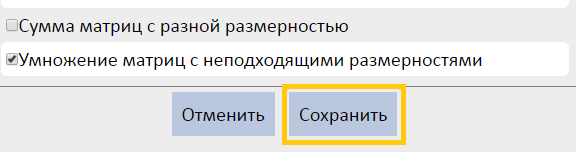 Сумма матриц с разной размерностью
Умножение матриц с неподходящими размерностями
Отменить Сохранить